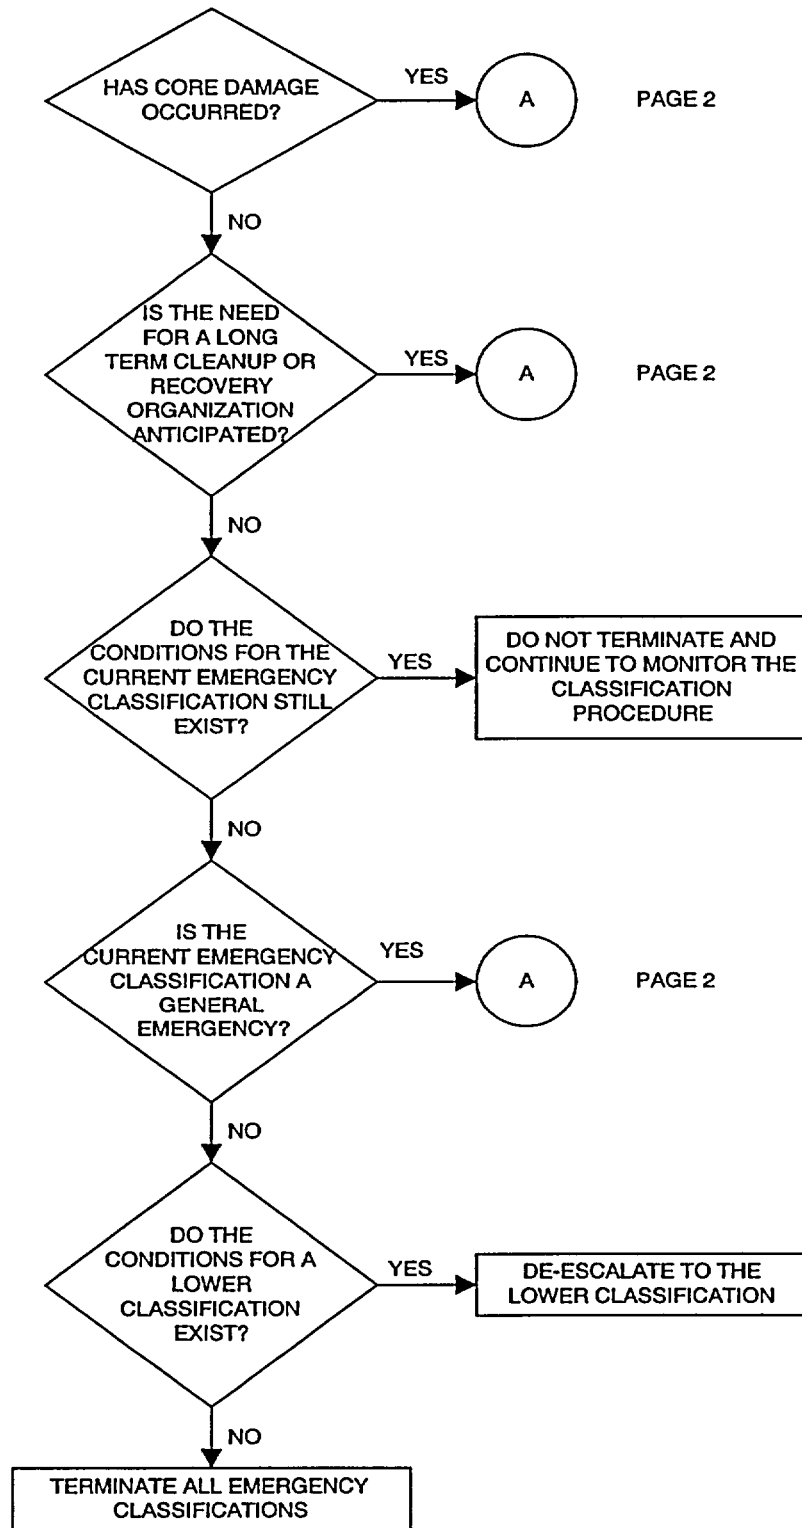 HAS CORE DAMAGE
OCCURRED?
YES
A
PAGE 2
NO
IS THE NEED
FOR A LONG
TERM CLEANUP OR
RECOVERY
ORGANIZATION
ANTICIPATED?
YES
A
PAGE 2
NO
DO THE
CONDITIONS FOR THE
CURRENT EMERGENCY
CLASSIFICATION STILL
EXIST?
YES
DO NOT TERMINATE AND
CONTINUE TO MONITOR THE
CLASSIFICATION
PROCEDURE
NO
IS THE
CURRENT EMERGENCY
CLASSIFICATION A
GENERAL
EMERGENCY?
YES
A
PAGE 2
NO
DO THE
CONDITIONS FOR A
LOWER
CLASSIFICATION
EXIST?
YES
DE-ESCALATE TO THE
LOWER CLASSIFICATION
NO
TERMINATE ALL EMERGENCY
CLASSIFICATIONS